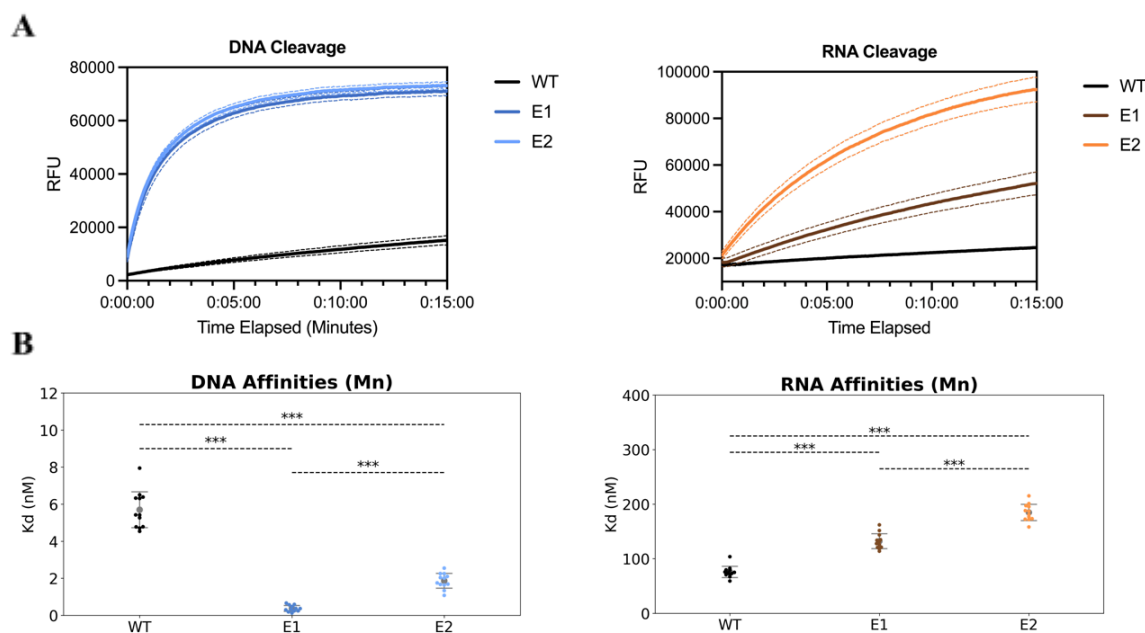 A
DNA Cleavage
80000
60000
40000
20000
0
RFU
0:00:00
0:05:00
0:10:00
0:15:00
Time Elapsed (Minutes)
WT
E1
E2
RNA Cleavage
100000
80000
60000
40000
20000
RFU
0:00:00
0:05:00
0:10:00
0:15:00
Time Elapsed
WT
E1
E2
B
DNA Affinities (Mn)
12
10
8
6
4
2
0
Kd (nM)
***
***
***
WT
E1
E2
RNA Affinities (Mn)
400
300
200
100
0
Kd (nM)
***
***
***
WT
E1
E2